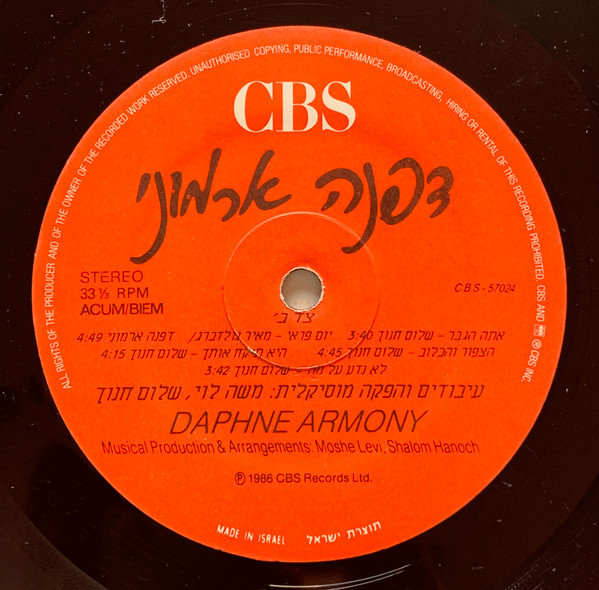 ALL RIGHTS OF THE PRODUCER AND OF THE OWNER OF THE RECORDED WORK RESERVED. UNAUTHORISED COPYING, PUBLIC PERFORMANCE, BROADCASTING, HIRING OR RENTAL OF THIS RECORDING PROHIBITED. CBS AND ℗ CBS INC.
CBS
דפנה ארמוני
STEREO
33 ⅓ RPM
ACUM/BIEM
C.B.S - 57024
צד ב׳
אתה הגבר - שלום חנוך 3:40 יום פראי - מאיר גולדברג/ דפנה ארמוני 4:49
הצפור והכלוב - שלום חנוך 4:45 היא תיקח אותך - שלום חנוך 4:15
לא נדע על מה - שלום חנוך 3:42
עיבודים והפקה מוסיקלית: משה לוי, שלום חנוך
DAPHNE ARMONY
Musical Production & Arrangements: Moshe Levi, Shalom Hanoch
℗ 1986 CBS Records Ltd.
MADE IN ISRAEL תוצרת ישראל